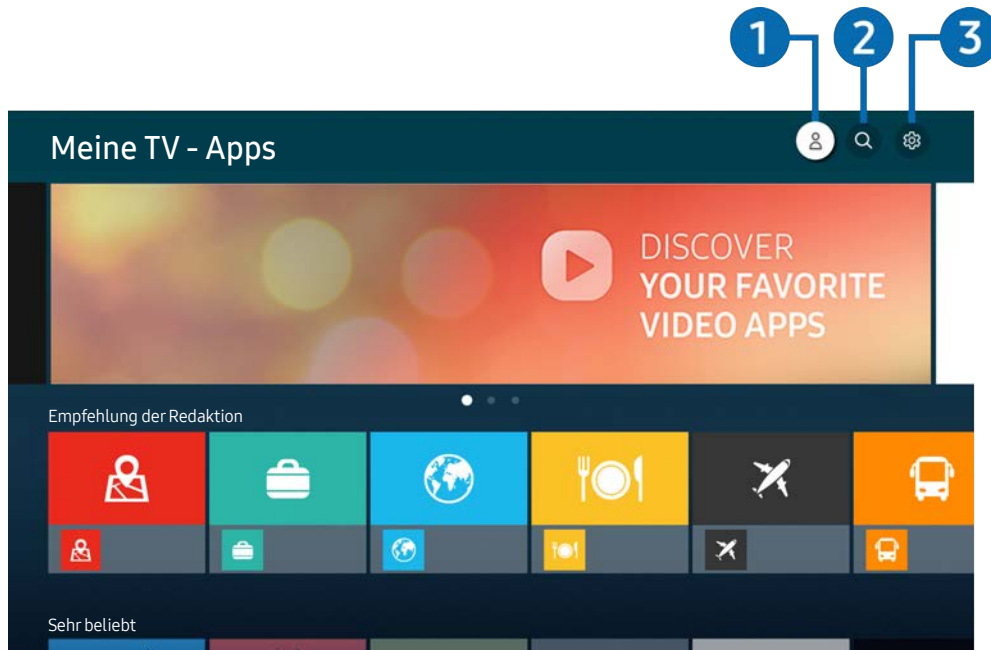 1 2 3
Meine TV - Apps
DISCOVER
YOUR FAVORITE
VIDEO APPS
Empfehlung der Redaktion
Sehr beliebt